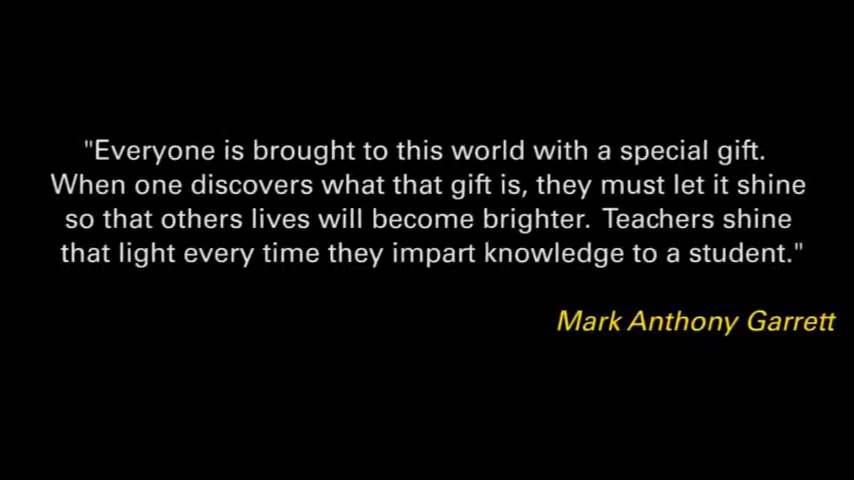 "Everyone is brought to this world with a special gift.
When one discovers what that gift is, they must let it shine
so that others lives will become brighter.  Teachers shine
that light every time they impart knowledge to a student."
Mark Anthony Garrett